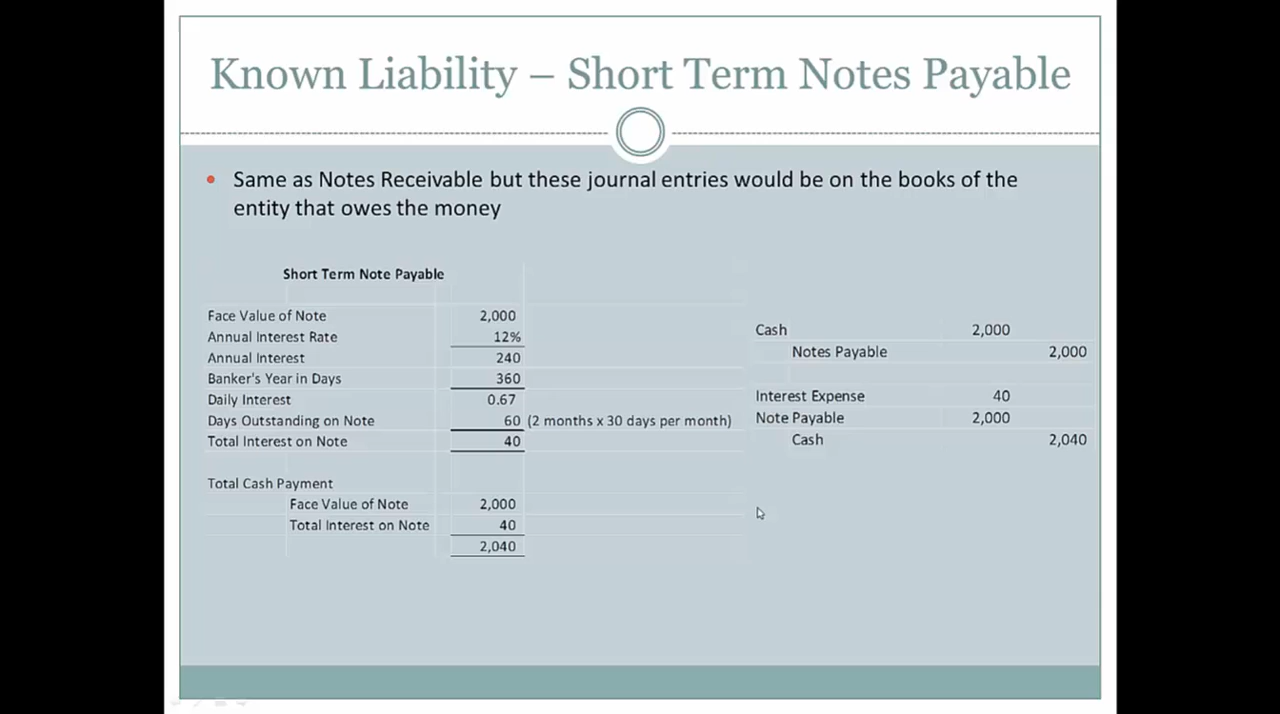 Known Liability – Short Term Notes Payable
• Same as Notes Receivable but these journal entries would be on the books of the
entity that owes the money
Short Term Note Payable
Face Value of Note 2,000
Annual Interest Rate 12%
Annual Interest 240
Banker's Year in Days 360
Daily Interest 0.67
Days Outstanding on Note 60 (2 months x 30 days per month)
Total Interest on Note 40
Total Cash Payment
Face Value of Note 2,000
Total Interest on Note 40
2,040
Cash 2,000
Notes Payable 2,000
Interest Expense 40
Note Payable 2,000
Cash 2,040